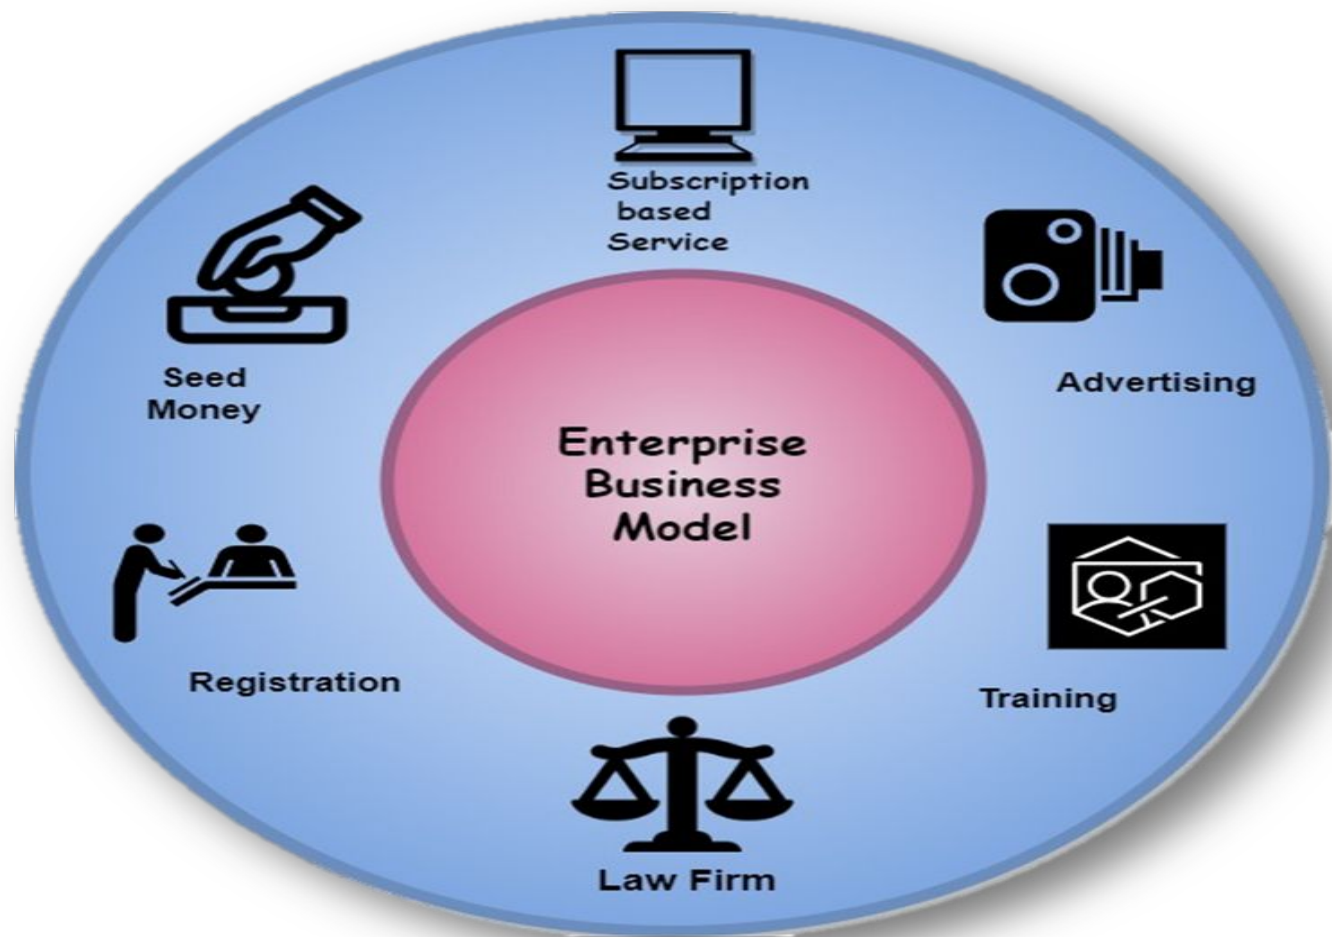 Subscription
based
Service
Seed
Money
Advertising
Enterprise
Business
Model
Registration
Training
Law Firm